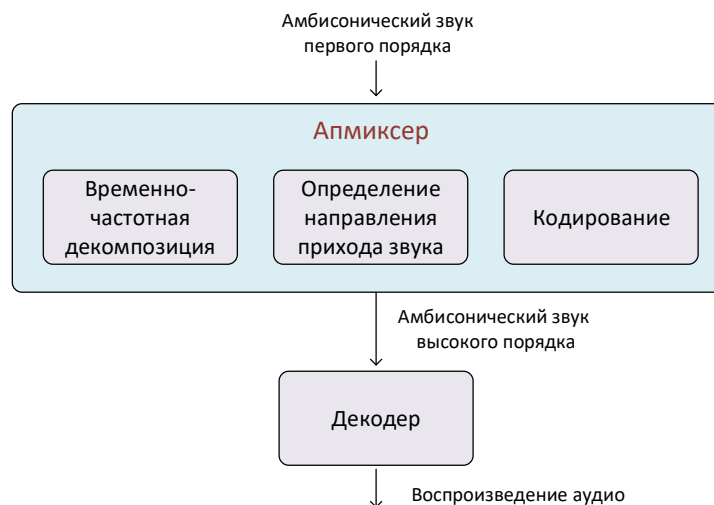 Амбисонический звук
первого порядка
Апмиксер
Временно-
частотная
декомпозиция
Определение
направления
прихода звука
Кодирование
Амбисонический звук
высокого порядка
Декодер
Воспроизведение аудио